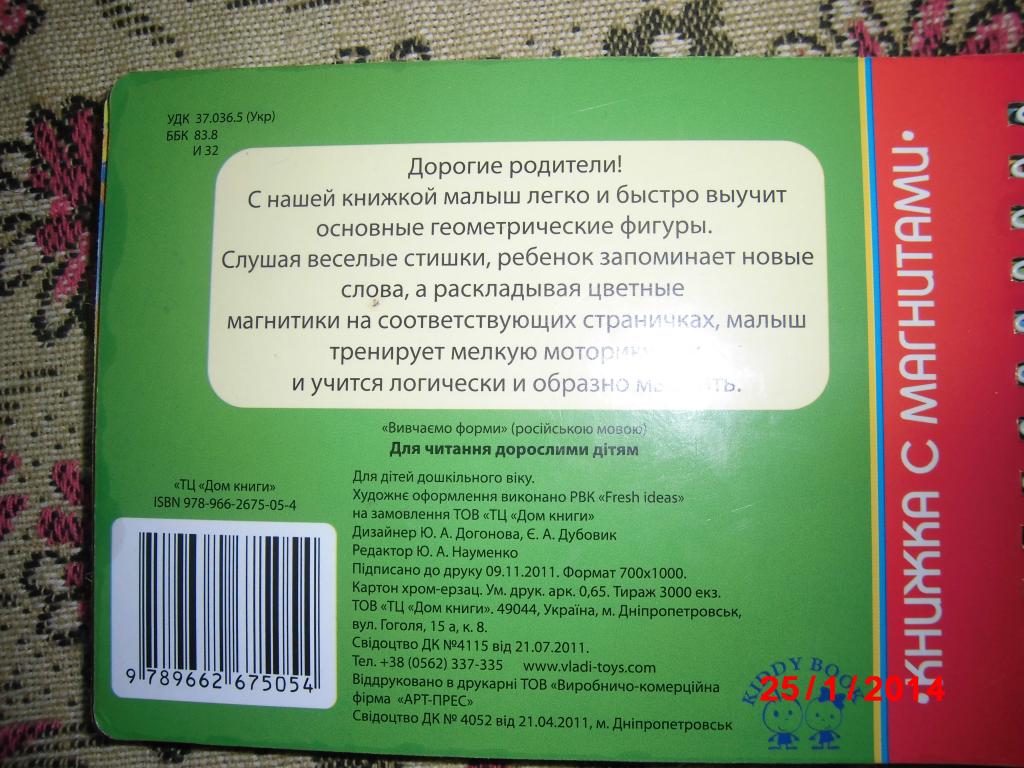 УДК 37.036.5 (Укр)
ББК 83.8
И 32
Дорогие родители!
С нашей книжкой малыш легко и быстро выучит
основные геометрические фигуры.
Слушая веселые стишки, ребенок запоминает новые
слова, а раскладывая цветные
магнитики на соответствующих страничках, малыш
тренирует мелкую
и учится логически и образно
«Вивчаємо форми» (російською мовою)
Для читання дорослими дітям
«ТЦ «Дом книги»
ISBN 978-966-2675-05-4
9 789662 675054
Для дітей дошкільного віку.
Художнє оформлення виконано РВК «Fresh ideas»
на замовлення ТОВ «ТЦ «Дом книги»
Дизайнер Ю. А. Догонова, Є. А. Дубовик
Редактор Ю. А. Науменко
Підписано до друку 09.11.2011. Формат 700х1000.
Картон хром-ерзац. Ум. друк. арк. 0,65. Тираж 3000 екз.
ТОВ «ТЦ «Дом книги». 49044, Україна, м. Дніпропетровськ,
вул. Гоголя, 15 а, к. 8.
Свідоцтво ДК №4115 від 21.07.2011.
Тел. +38 (0562) 337-335 www.vladi-toys.com
Віддруковано в друкарні ТОВ «Виробничо-комерційна
фірма «АРТ-ПРЕС»
Свідоцтво ДК № 4052 від 21.04.2011, м. Дніпропетровськ
KIDDY BOOK
•КНИЖКА С МАГНИТАМИ•
25/1/2014